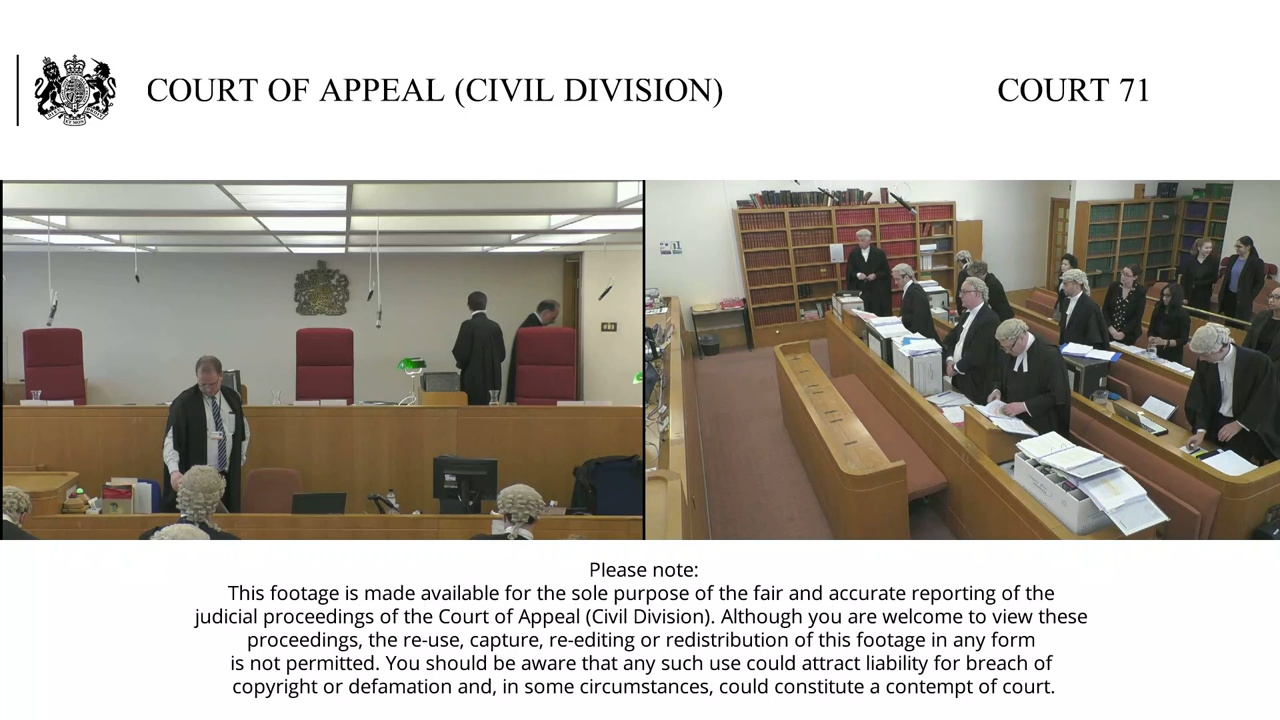 COURT OF APPEAL (CIVIL DIVISION)
COURT 71
Please note:
This footage is made available for the sole purpose of the fair and accurate reporting of the
judicial proceedings of the Court of Appeal (Civil Division). Although you are welcome to view these
proceedings, the re-use, capture, re-editing or redistribution of this footage in any form
is not permitted. You should be aware that any such use could attract liability for breach of
copyright or defamation and, in some circumstances, could constitute a contempt of court.